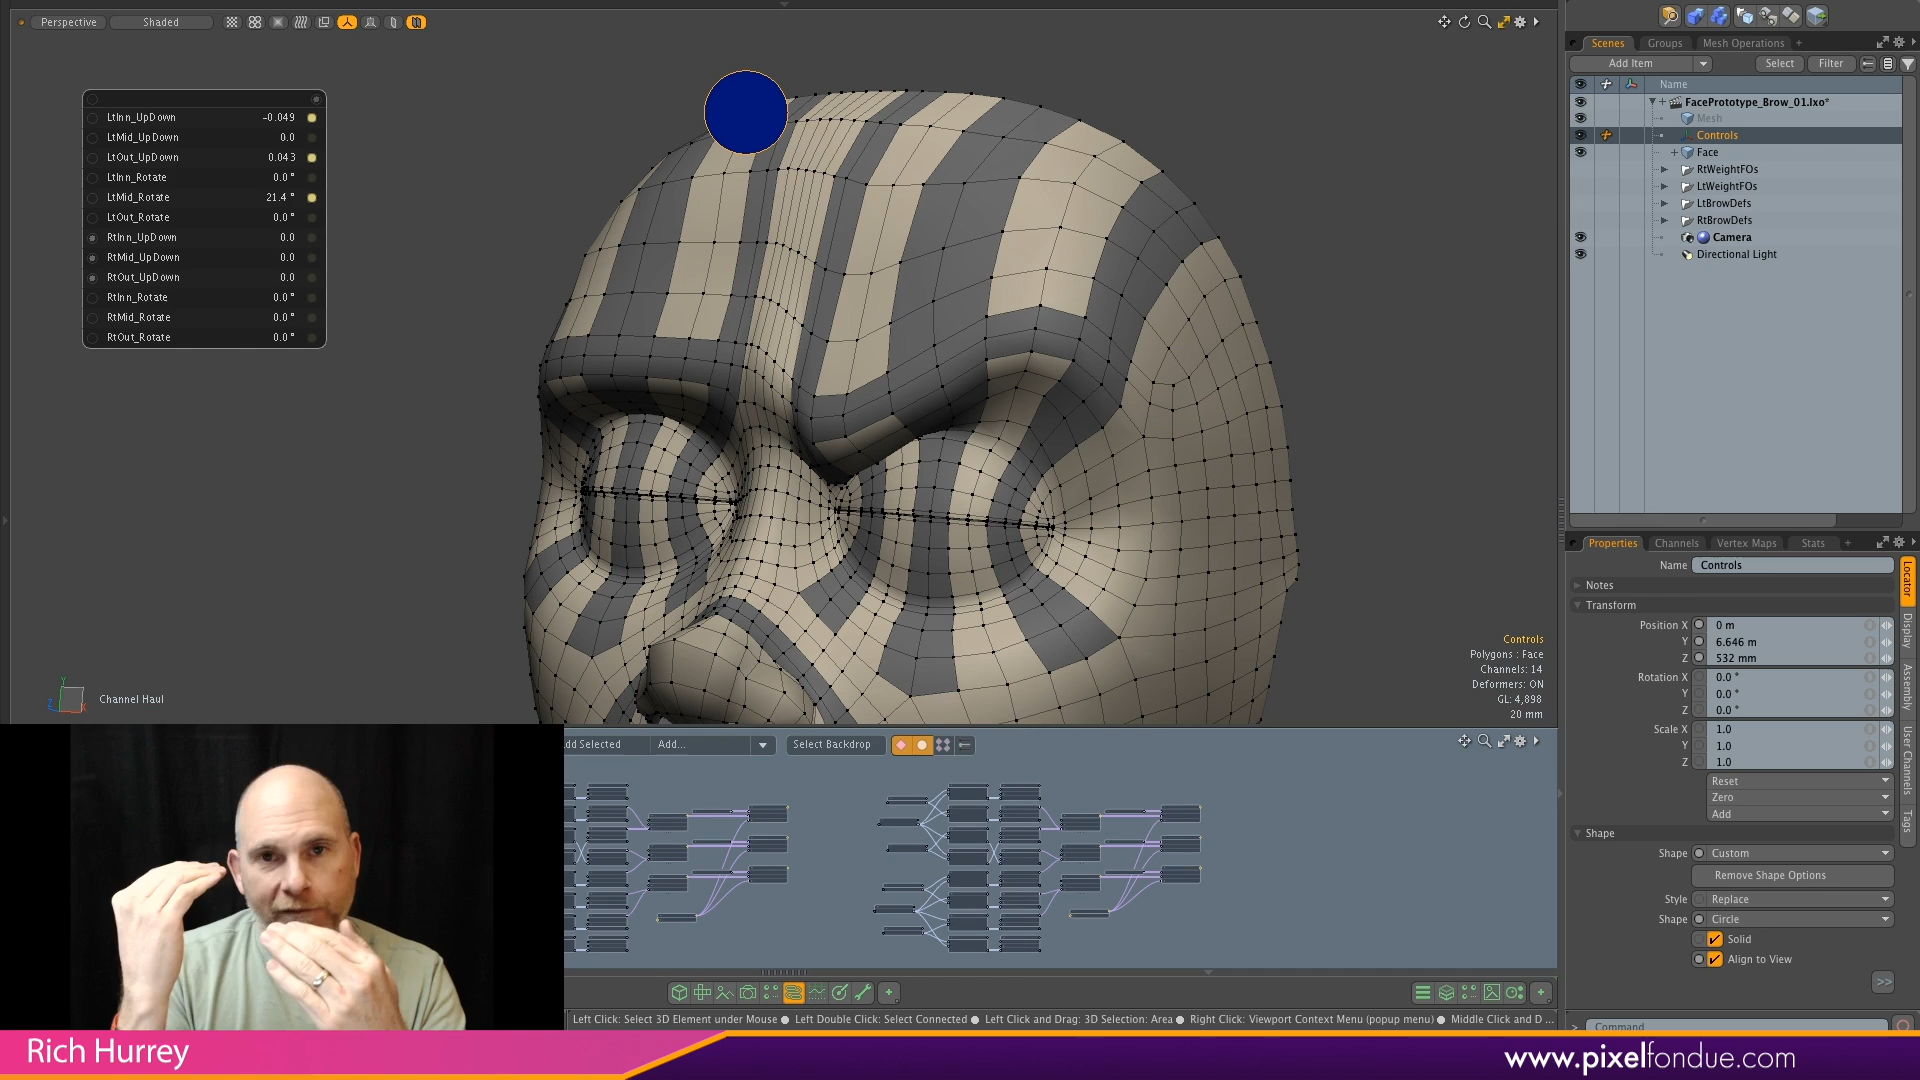 Perspective Shaded
LtInn_UpDown -0.049
LtMid_UpDown 0.0
LtOut_UpDown 0.043
LtInn_Rotate 0.0 °
LtMid_Rotate 21.4 °
LtOut_Rotate 0.0 °
RtInn_UpDown 0.0
RtMid_UpDown 0.0
RtOut_UpDown 0.0
RtInn_Rotate 0.0 °
RtMid_Rotate 0.0 °
RtOut_Rotate 0.0 °
Y
Z X
Channel Haul
Controls
Polygons : Face
Channels: 14
Deformers: ON
GL: 4,898
20 mm
dd Selected Add... Select Backdrop
Left Click: Select 3D Element under Mouse ● Left Double Click: Select Connected ● Left Click and Drag: 3D Selection: Area ● Right Click: Viewport Context Menu (popup menu) ● Middle Click and D ...
Scenes Groups Mesh Operations +
Add Item Select Filter
Name
FacePrototype_Brow_01.lxo*
Mesh
Controls
Face
RtWeightFOs
LtWeightFOs
LtBrowDefs
RtBrowDefs
Camera
Directional Light
Properties Channels Vertex Maps Stats +
Name Controls
Notes
Transform
Position X 0 m
Y 6.646 m
Z 532 mm
Rotation X 0.0 °
Y 0.0 °
Z 0.0 °
Scale X 1.0
Y 1.0
Z 1.0
Reset
Zero
Add
Shape
Shape Custom
Remove Shape Options
Style Replace
Shape Circle
Solid
Align to View
>>
Locator
Display
Assembly
User Channels
Tags
> Command
Rich Hurrey
www.pixelfondue.com